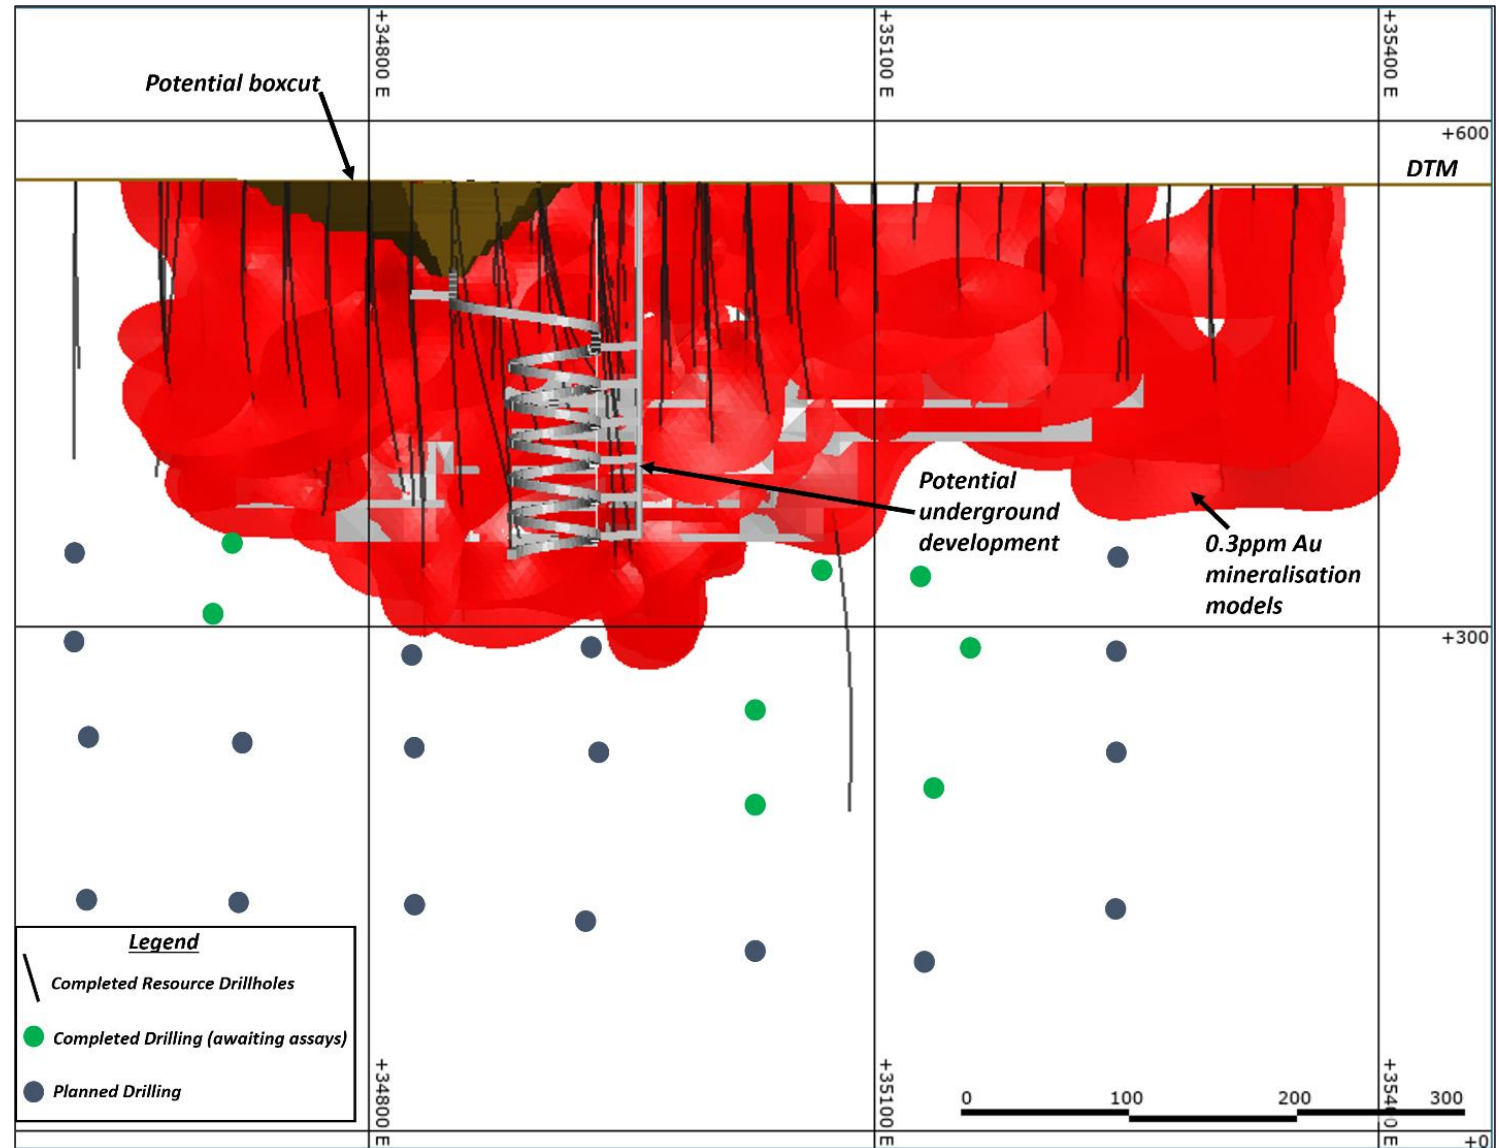 +34800 E
+35100 E
+35400 E
Potential boxcut
+600
DTM
Potential
underground
development
0.3ppm Au
mineralisation
models
+300
Legend
Completed Resource Drillholes
Completed Drilling (awaiting assays)
Planned Drilling
+34800 E
+35100 E
+35400 E
0 100 200 300
+0